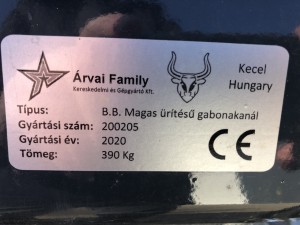 Árvai Family
Kereskedelmi és Gépgyártó Kft.
Kecel
Hungary
Típus: B.B. Magas ürítésű gabonakanál
Gyártási szám: 200205
Gyártási év: 2020
Tömeg: 390 Kg
CE